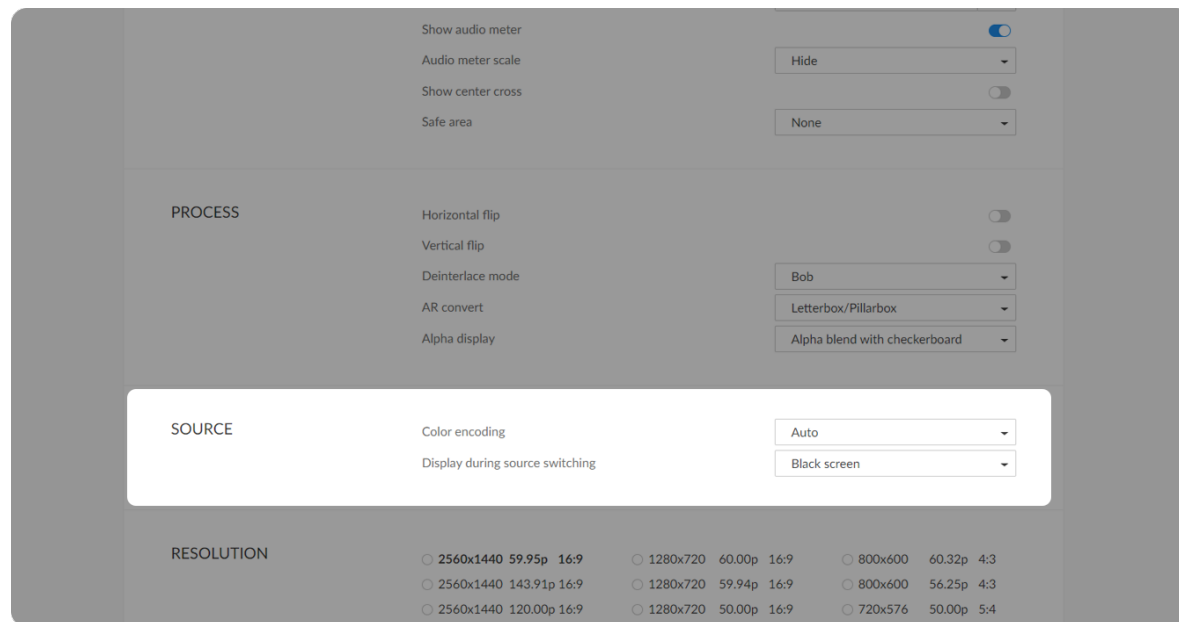 Show audio meter
Audio meter scale Hide
Show center cross
Safe area None
PROCESS Horizontal flip
Vertical flip
Deinterlace mode Bob
AR convert Letterbox/Pillarbox
Alpha display Alpha blend with checkerboard
SOURCE Color encoding Auto
Display during source switching Black screen
RESOLUTION 2560x1440 59.95p 16:9 1280x720 60.00p 16:9 800x600 60.32p 4:3
2560x1440 143.91p 16:9 1280x720 59.94p 16:9 800x600 56.25p 4:3
2560x1440 120.00p 16:9 1280x720 50.00p 16:9 720x576 50.00p 5:4